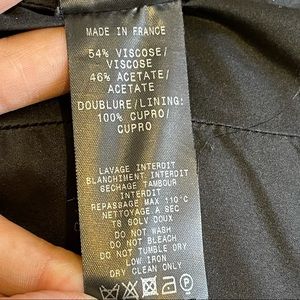 MADE IN FRANCE
54% VISCOSE/
VISCOSE
46% ACETATE/
ACETATE
DOUBLURE/LINING:
100% CUPRO/
CUPRO
LAVAGE INTERDIT
BLANCHIMENT INTERDIT
SECHAGE TAMBOUR
INTERDIT
REPASSAGE MAX 110°C
NETTOYAGE A SEC
TS SOLV DOUX
DO NOT WASH
DO NOT BLEACH
DO NOT TUMBLE DRY
LOW IRON
DRY CLEAN ONLY